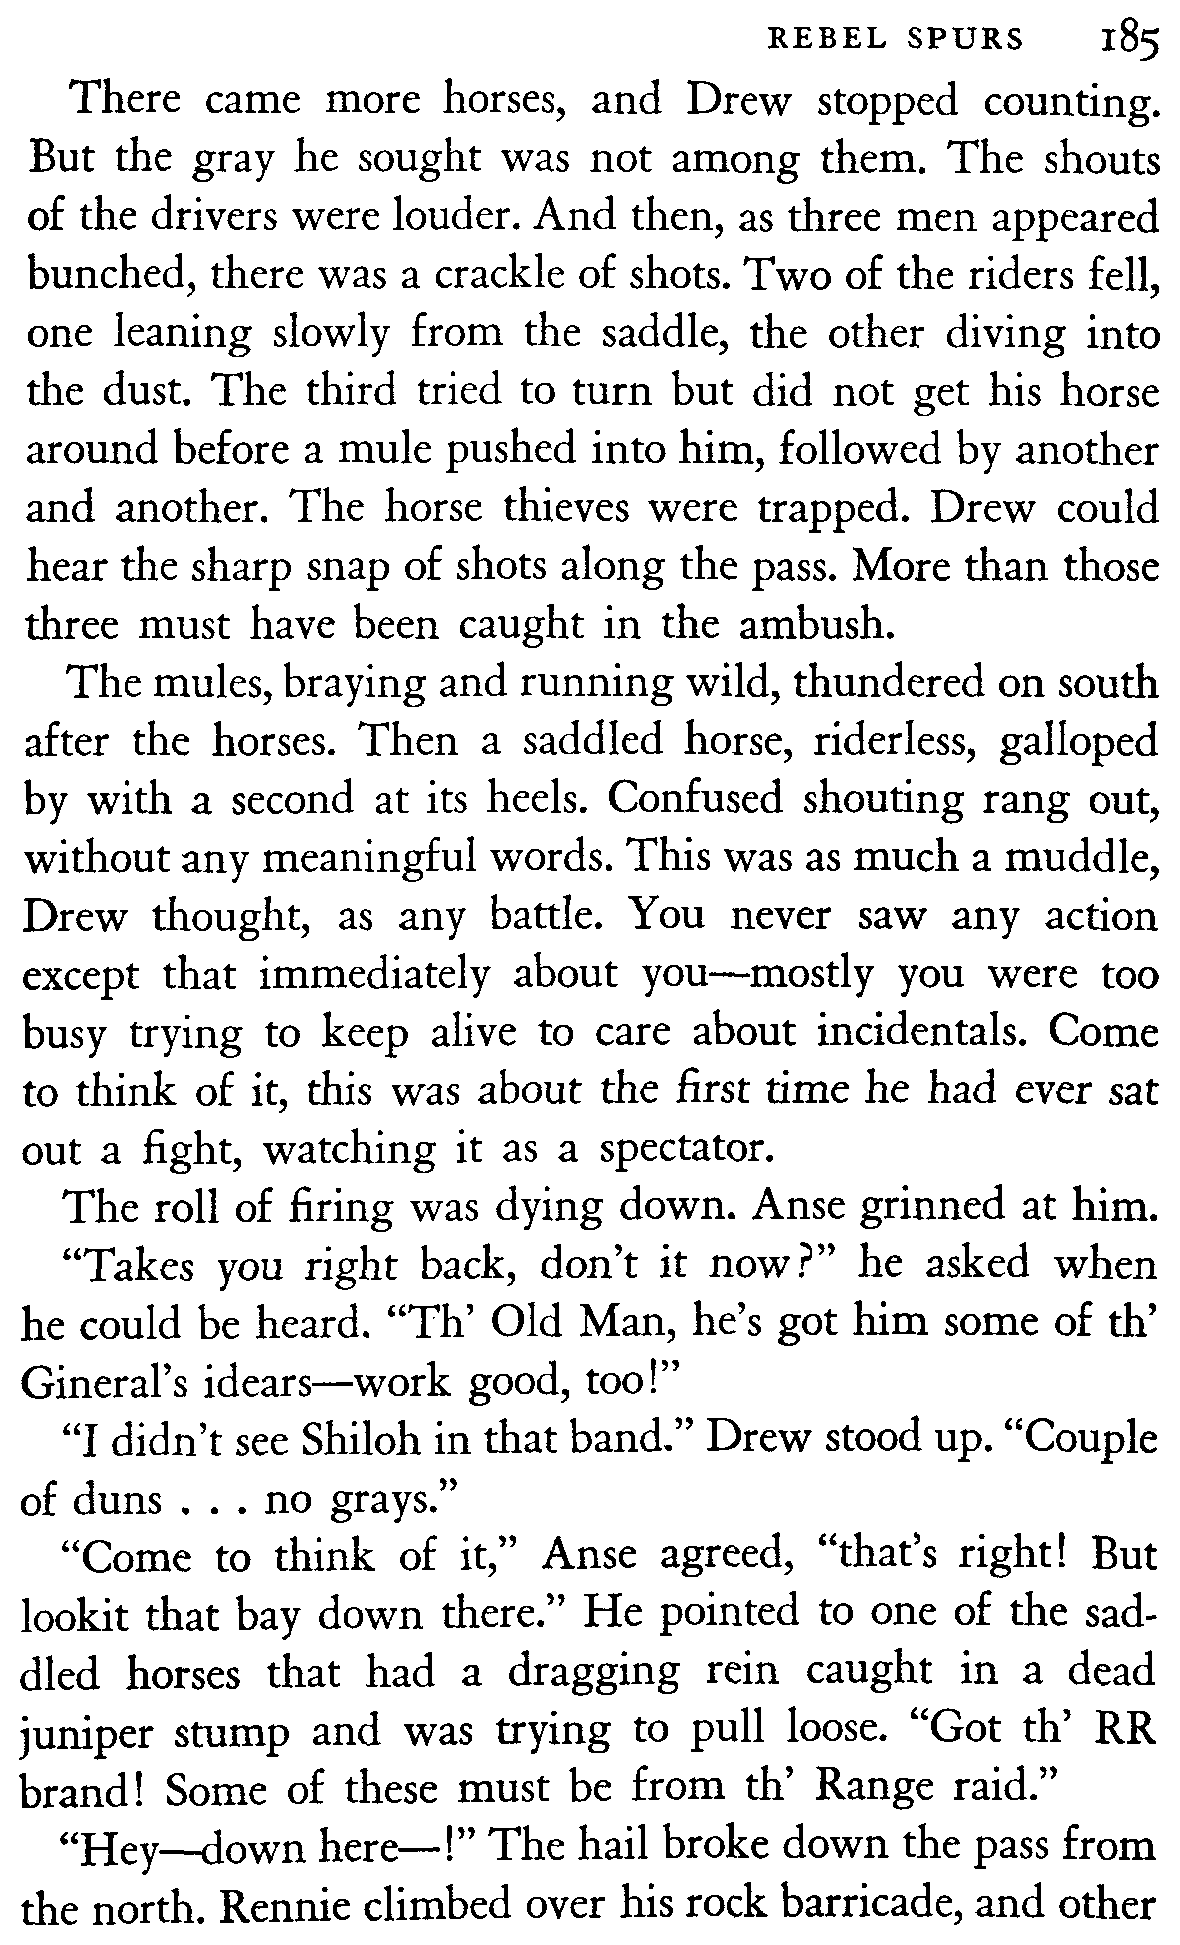 REBEL SPURS 185
There came more horses, and Drew stopped counting.
But the gray he sought was not among them. The shouts
of the drivers were louder. And then, as three men appeared
bunched, there was a crackle of shots. Two of the riders fell,
one leaning slowly from the saddle, the other diving into
the dust. The third tried to turn but did not get his horse
around before a mule pushed into him, followed by another
and another. The horse thieves were trapped. Drew could
hear the sharp snap of shots along the pass. More than those
three must have been caught in the ambush.
The mules, braying and running wild, thundered on south
after the horses. Then a saddled horse, riderless, galloped
by with a second at its heels. Confused shouting rang out,
without any meaningful words. This was as much a muddle,
Drew thought, as any battle. You never saw any action
except that immediately about you—mostly you were too
busy trying to keep alive to care about incidentals. Come
to think of it, this was about the first time he had ever sat
out a fight, watching it as a spectator.
The roll of firing was dying down. Anse grinned at him.
“Takes you right back, don’t it now?” he asked when
he could be heard. “Th’ Old Man, he’s got him some of th’
Gineral’s idears—work good, too!”
“I didn’t see Shiloh in that band.” Drew stood up. “Couple
of duns . . . no grays.”
“Come to think of it,” Anse agreed, “that’s right! But
lookit that bay down there.” He pointed to one of the sad-
dled horses that had a dragging rein caught in a dead
juniper stump and was trying to pull loose. “Got th’ RR
brand! Some of these must be from th’ Range raid.”
“Hey—down here—!” The hail broke down the pass from
the north. Rennie climbed over his rock barricade, and other